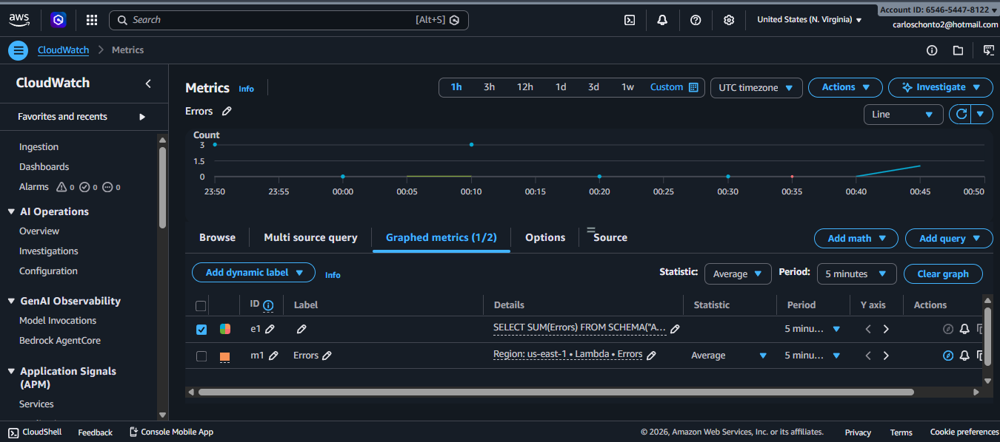 aws
Search [Alt+S]
United States (N. Virginia)
Account ID: 6546-5447-8122
carloschonto2@hotmail.com
CloudWatch > Metrics
CloudWatch
Favorites and recents
Ingestion
Dashboards
Alarms 0 0 0
AI Operations
Overview
Investigations
Configuration
GenAI Observability
Model Invocations
Bedrock AgentCore
Application Signals
(APM)
Services
Metrics Info
1h 3h 12h 1d 3d 1w Custom
UTC timezone
Actions
Investigate
Errors
Line
Count
3
1.5
0
23:50 23:55 00:00 00:05 00:10 00:15 00:20 00:25 00:30 00:35 00:40 00:45 00:50
Browse Multi source query Graphed metrics (1/2) Options Source
Add math Add query
Add dynamic label Info
Statistic: Average Period: 5 minutes Clear graph
ID Label Details Statistic Period Y axis Actions
e1 SELECT SUM(Errors) FROM SCHEMA("A... 5 minu...
m1 Errors Region: us-east-1 • Lambda • Errors Average 5 minu...
CloudShell Feedback Console Mobile App
© 2026, Amazon Web Services, Inc. or its affiliates. Privacy Terms Cookie preferences